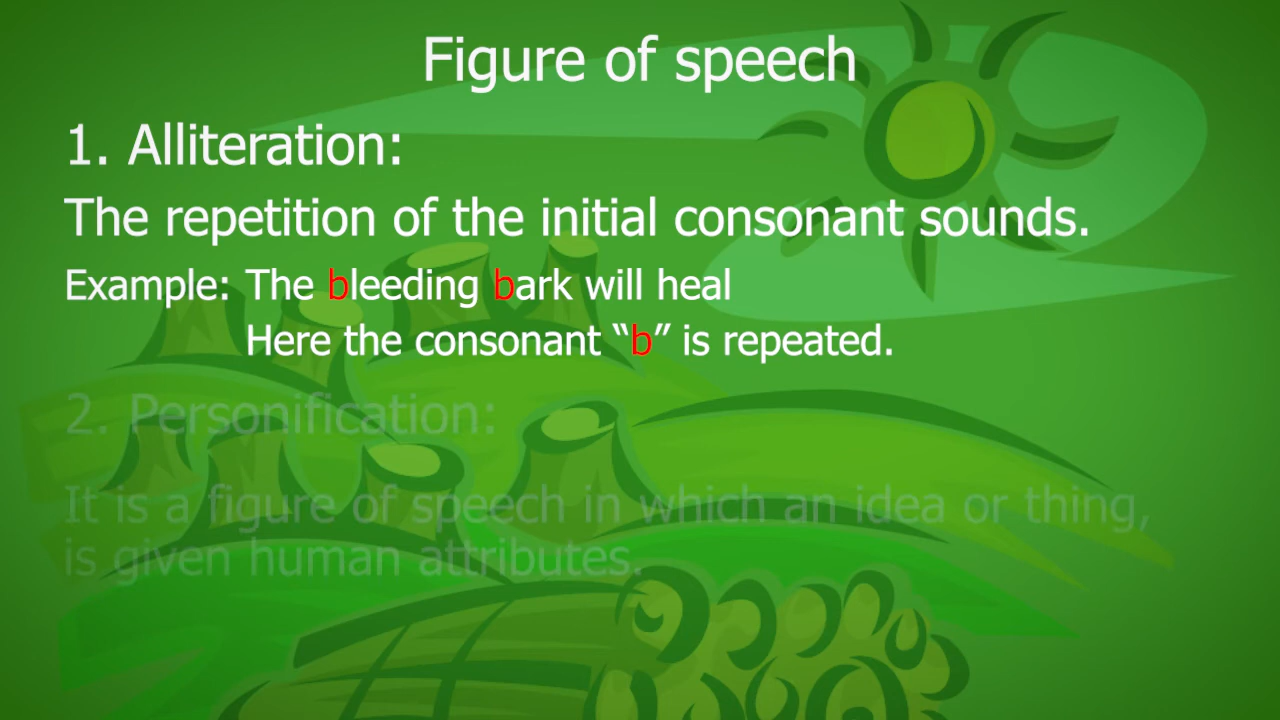 Figure of speech
1. Alliteration:
The repetition of the initial consonant sounds.
Example: The bleeding bark will heal
Here the consonant “b” is repeated.
2. Personification:
It is a figure of speech in which an idea or thing,
is given human attributes.